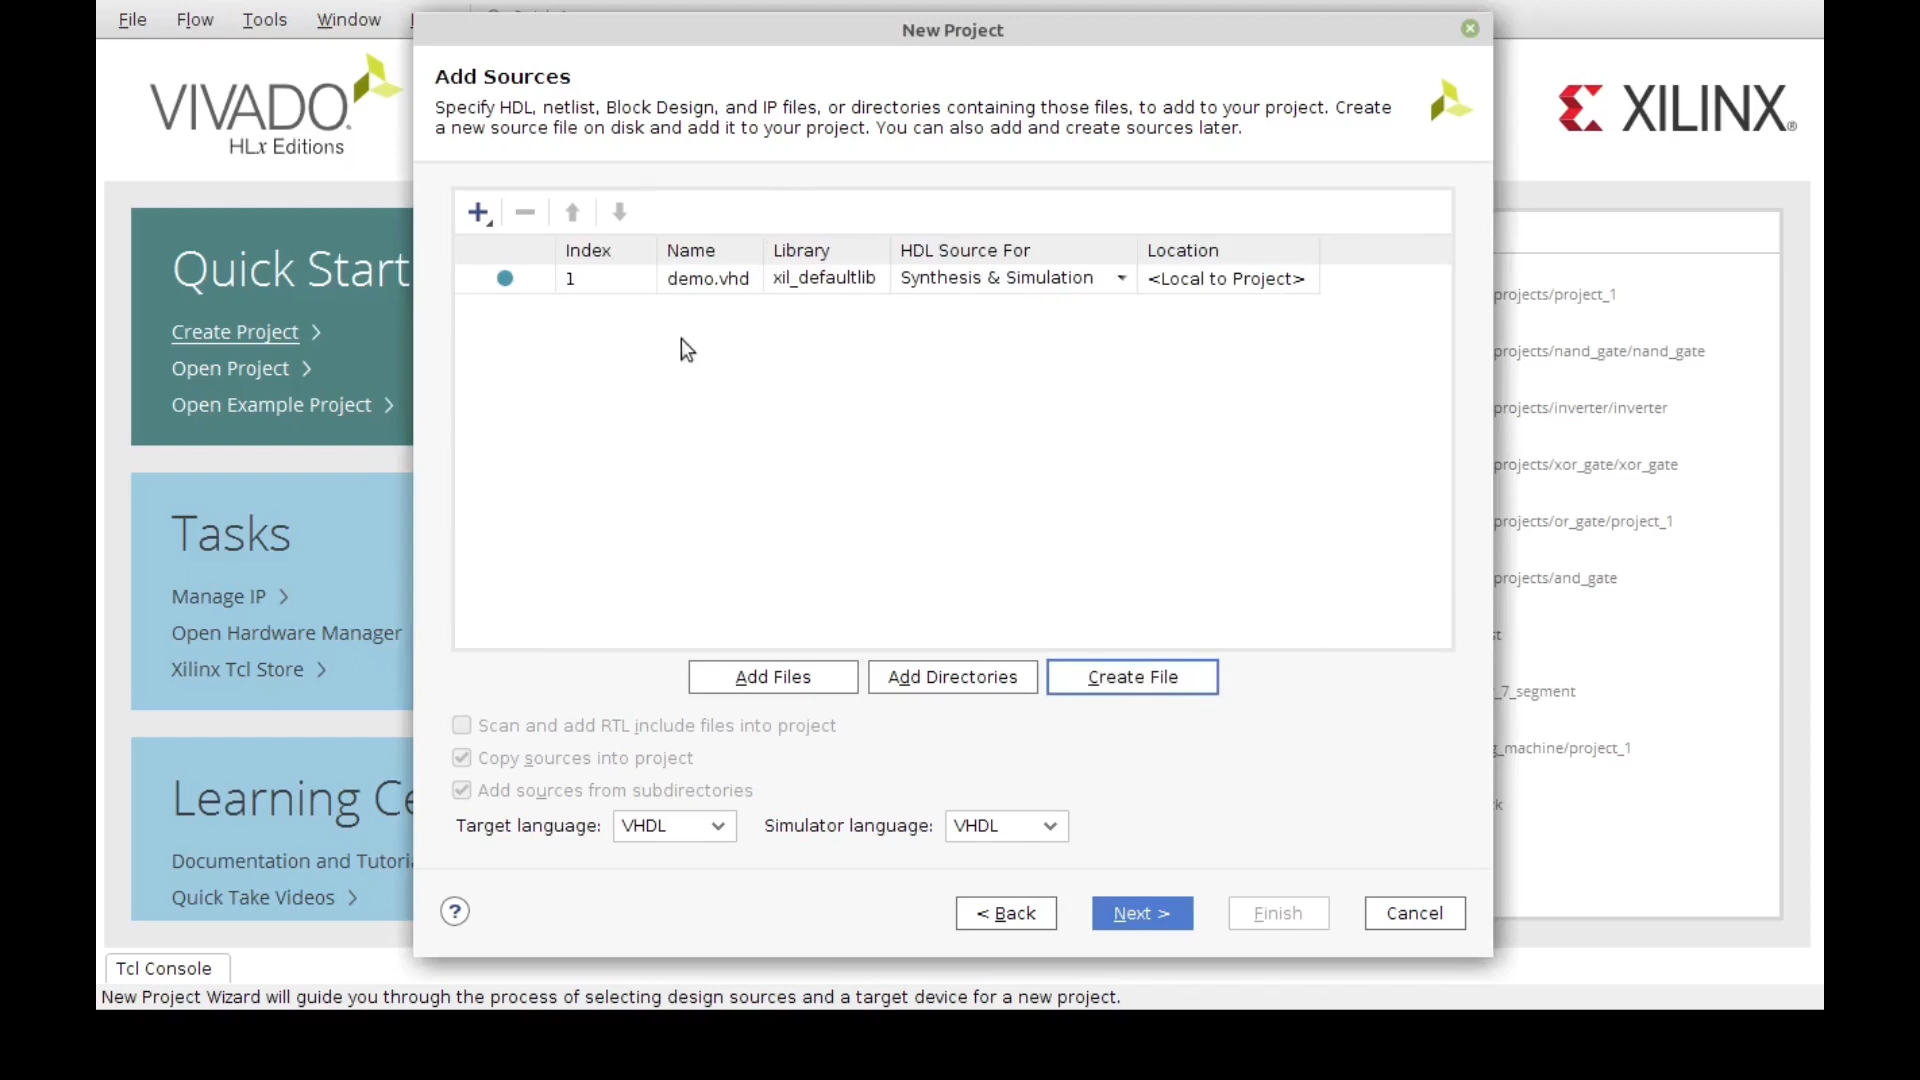 File Flow Tools Window
New Project
VIVADO.
HLx Editions
XILINX®
Add Sources
Specify HDL, netlist, Block Design, and IP files, or directories containing those files, to add to your project. Create
a new source file on disk and add it to your project. You can also add and create sources later.
Index Name Library HDL Source For Location
1 demo.vhd xil_defaultlib Synthesis & Simulation <Local to Project>
Quick Start
Create Project >
Open Project >
Open Example Project >
Tasks
Manage IP >
Open Hardware Manager
Xilinx Tcl Store >
Learning Ce
Documentation and Tutoria
Quick Take Videos >
projects/project_1
projects/nand_gate/nand_gate
projects/inverter/inverter
projects/xor_gate/xor_gate
projects/or_gate/project_1
projects/and_gate
st
_7_segment
g_machine/project_1
rk
Add Files Add Directories Create File
Scan and add RTL include files into project
Copy sources into project
Add sources from subdirectories
Target language: VHDL Simulator language: VHDL
? < Back Next > Finish Cancel
Tcl Console
New Project Wizard will guide you through the process of selecting design sources and a target device for a new project.